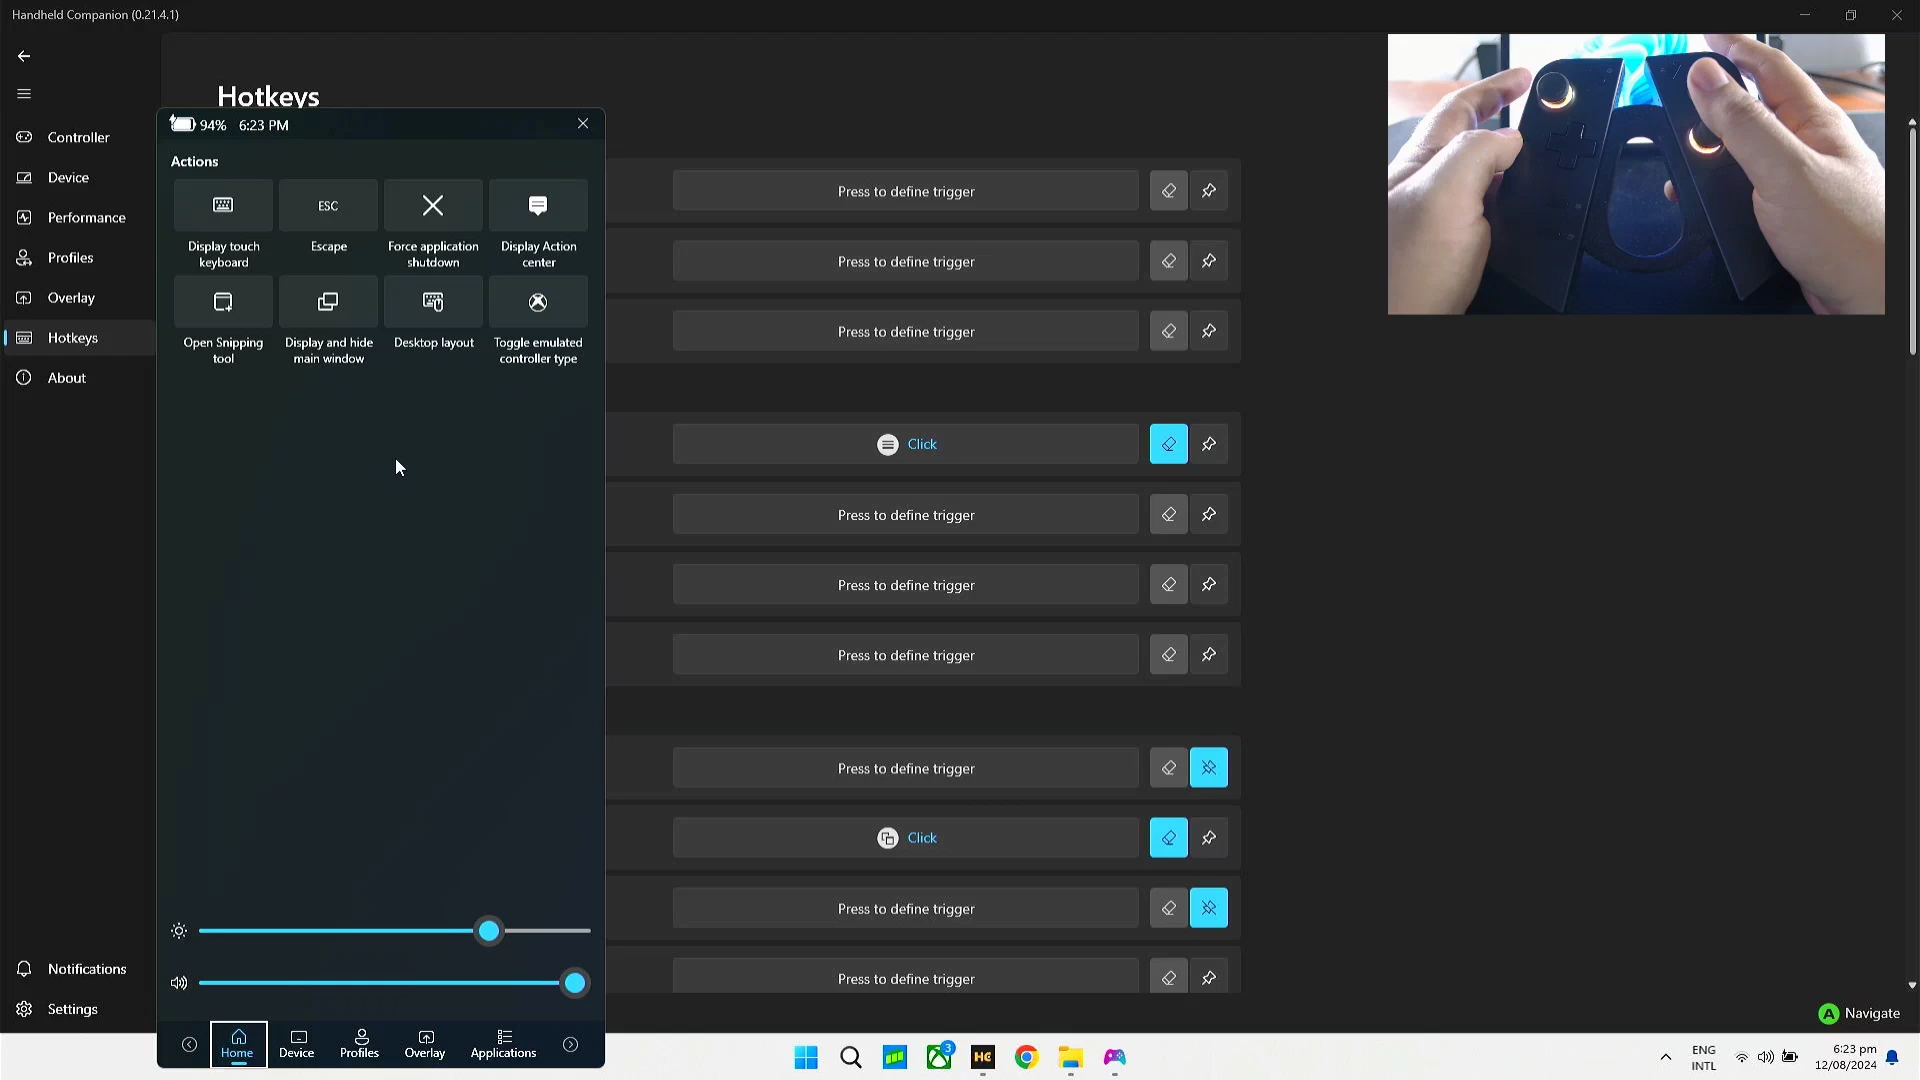 Handheld Companion (0.21.4.1)
Hotkeys
94% 6:23 PM
Controller
Device
Performance
Profiles
Overlay
Hotkeys
About
Notifications
Settings
Actions
ESC
Display touch
keyboard
Escape
Force application
shutdown
Display Action
center
Open Snipping
tool
Display and hide
main window
Desktop layout
Toggle emulated
controller type
Home
Device
Profiles
Overlay
Applications
Press to define trigger
Press to define trigger
Press to define trigger
Click
Press to define trigger
Press to define trigger
Press to define trigger
Press to define trigger
Click
Press to define trigger
Press to define trigger
A Navigate
3
HC
ENG
INTL
6:23 pm
12/08/2024